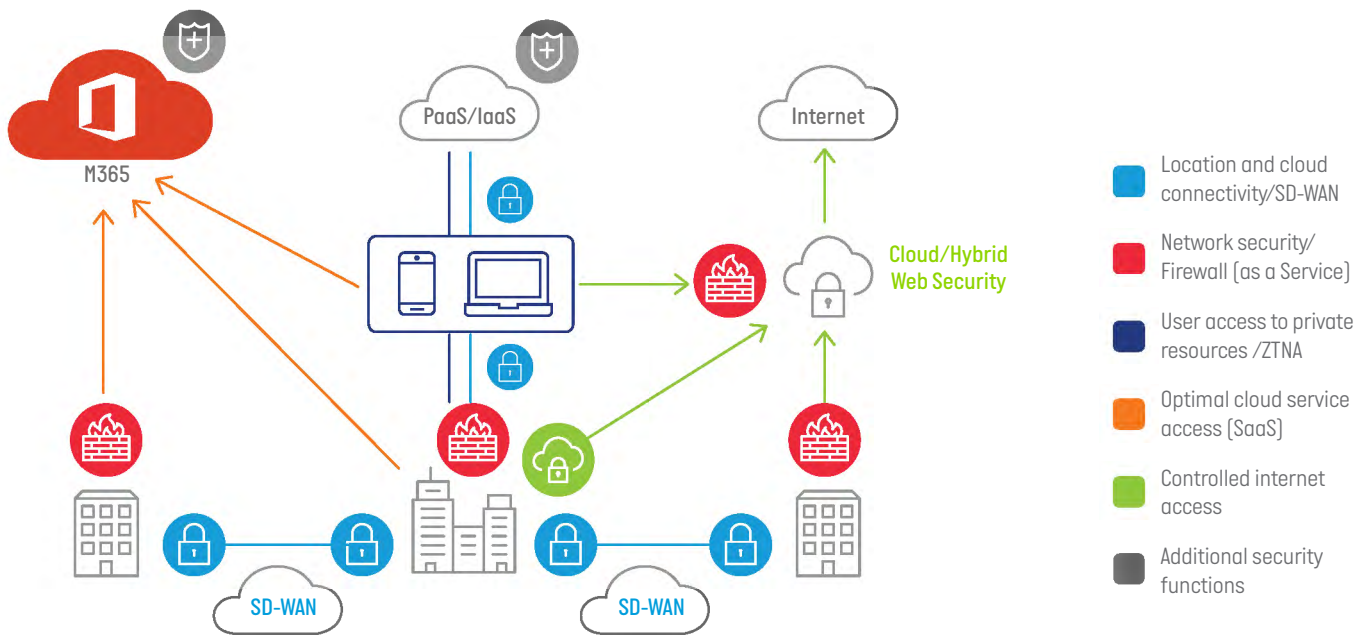 M365
PaaS/IaaS
Internet
Cloud/Hybrid
Web Security
SD-WAN
SD-WAN
Location and cloud
connectivity/SD-WAN
Network security/
Firewall (as a Service)
User access to private
resources /ZTNA
Optimal cloud service
access (SaaS)
Controlled internet
access
Additional security
functions